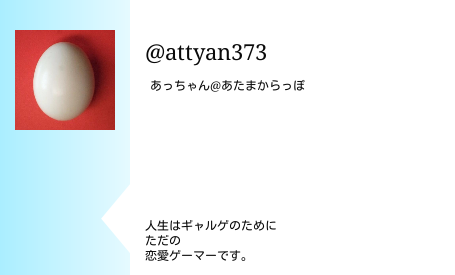 @attyan373
あっちゃん@あたまからっぽ
人生はギャルゲのために
ただの
恋愛ゲーマーです。